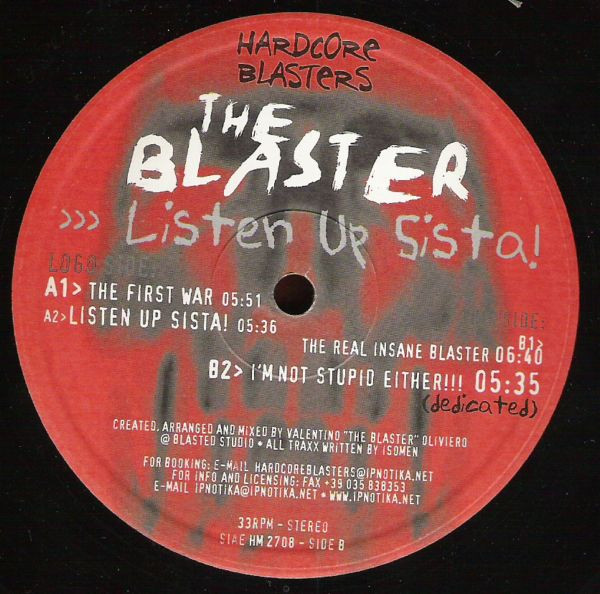 HARDCORE
BLASTERS
THE
BLASTER
>>> Listen Up Sista!
LOGO SIDE:
A1> THE FIRST WAR 05:51
A2> LISTEN UP SISTA! 05:36
SIDE:
B1>
THE REAL INSANE BLASTER 06:40
B2> I'M NOT STUPID EITHER!!! 05:35
(dedicated)
CREATED, ARRANGED AND MIXED BY VALENTINO "THE BLASTER" OLIVIERO
@ BLASTED STUDIO • ALL TRAXX WRITTEN BY ISOMEN
FOR BOOKING: E-MAIL HARDCOREBLASTERS@IPNOTIKA.NET
FOR INFO AND LICENSING: FAX +39 035 838353
E-MAIL IPNOTIKA@IPNOTIKA.NET • WWW.IPNOTIKA.NET
33RPM - STEREO
SIAE HM 2708 - SIDE B